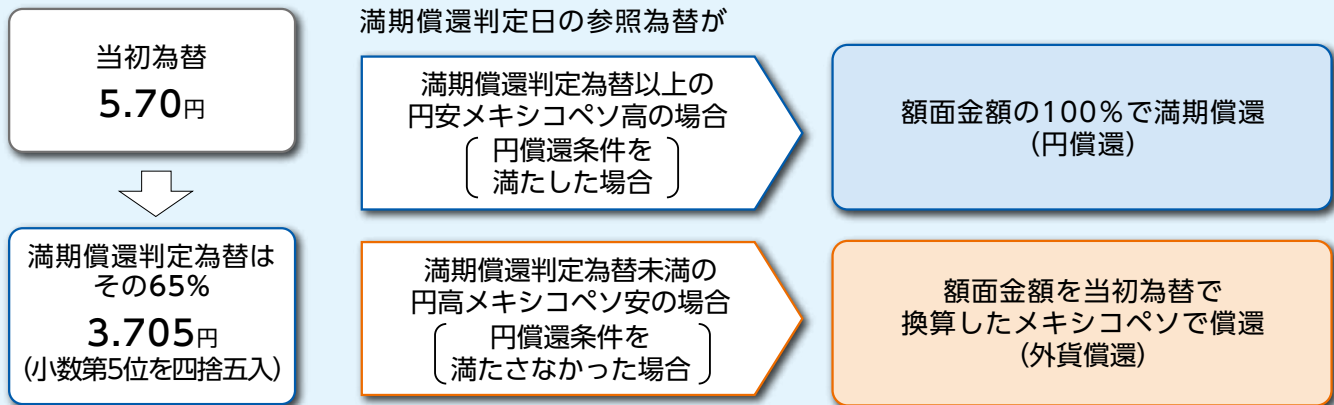 当初為替
5.70円
満期償還判定為替は
その65%
3.705円
(小数第5位を四捨五入)
満期償還判定日の参照為替が
満期償還判定為替以上の
円安メキシコペソ高の場合
円償還条件を
満たした場合
額面金額の100%で満期償還
(円償還)
満期償還判定為替未満の
円高メキシコペソ安の場合
円償還条件を
満たさなかった場合
額面金額を当初為替で
換算したメキシコペソで償還
(外貨償還)